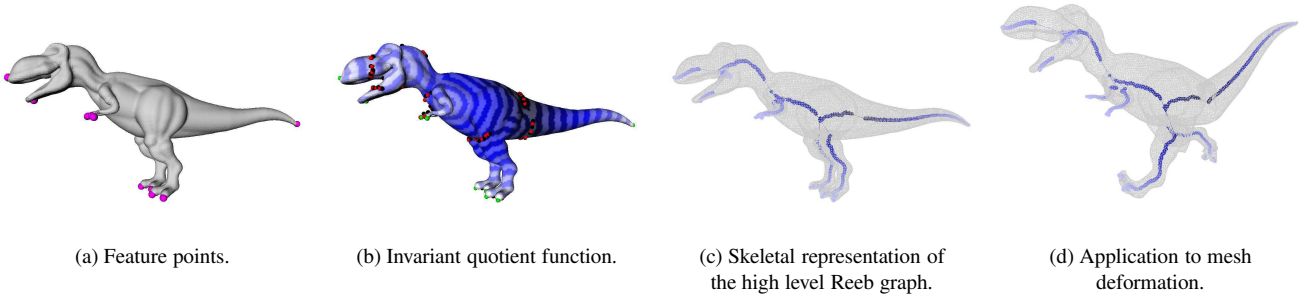 (a) Feature points.
(b) Invariant quotient function.
(c) Skeletal representation of
the high level Reeb graph.
(d) Application to mesh
deformation.